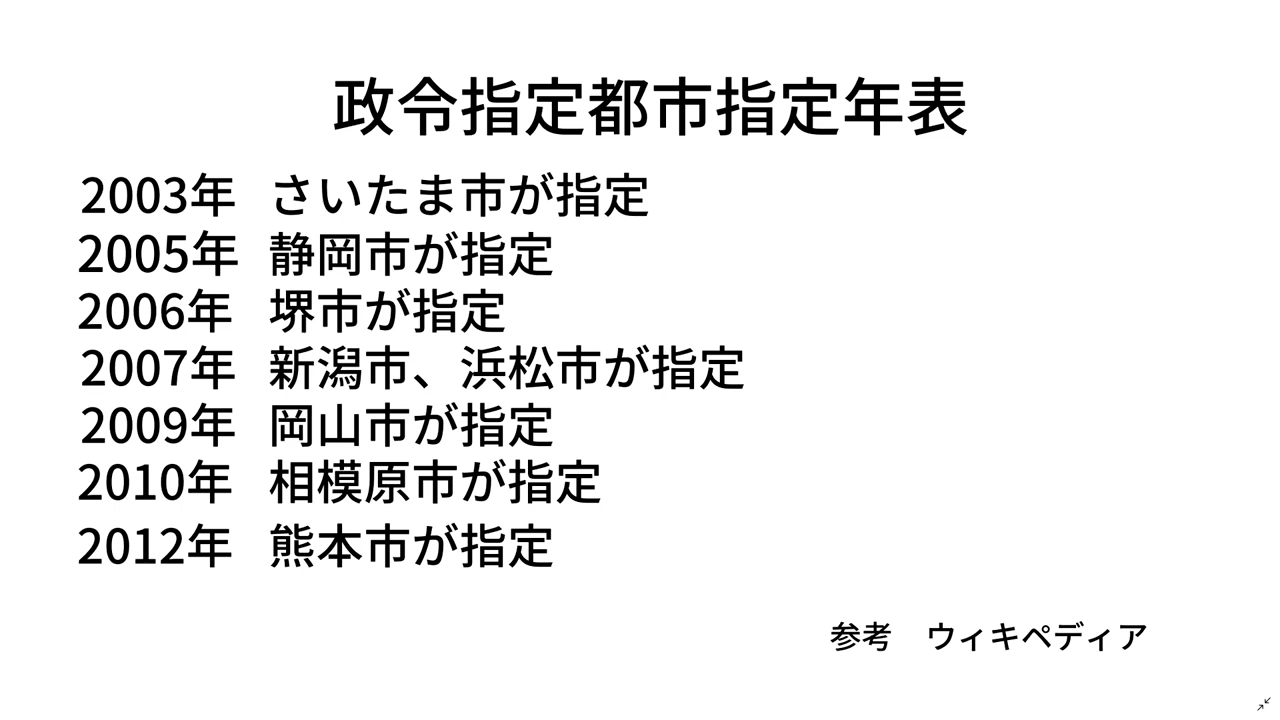 政令指定都市指定年表
2003年 さいたま市が指定
2005年 静岡市が指定
2006年 堺市が指定
2007年 新潟市、浜松市が指定
2009年 岡山市が指定
2010年 相模原市が指定
2012年 熊本市が指定
参考　ウィキペディア